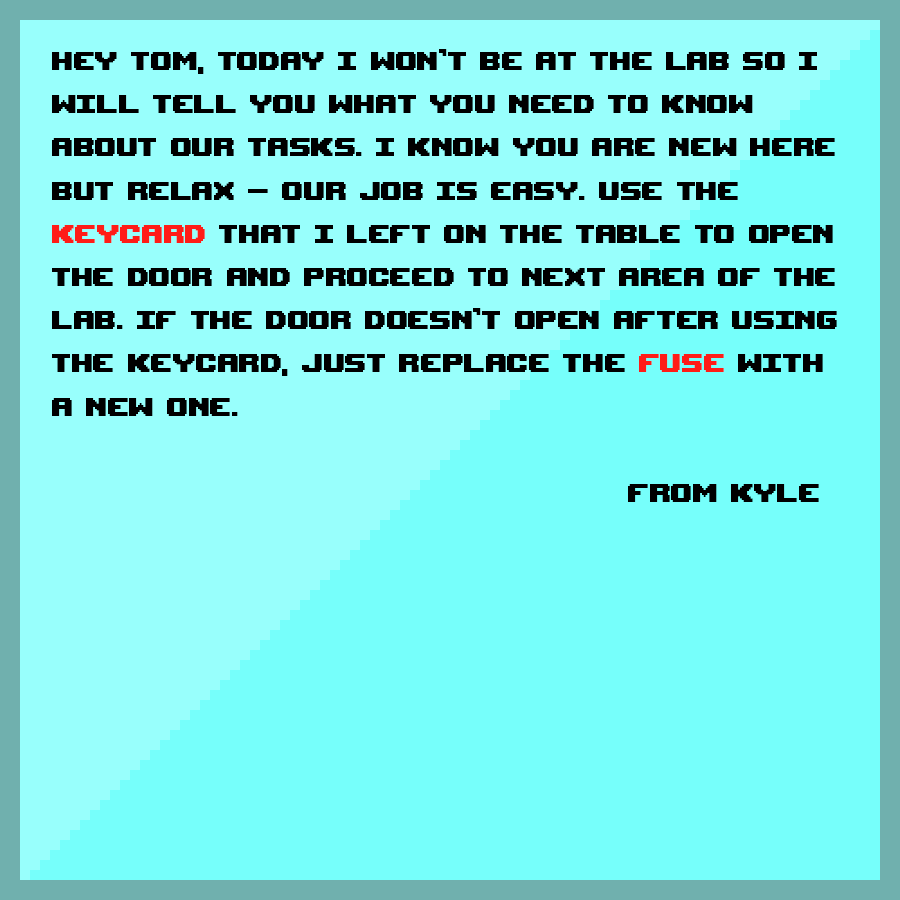 HEY TOM, TODAY I WON'T BE AT THE LAB SO I
WILL TELL YOU WHAT YOU NEED TO KNOW
ABOUT OUR TASKS. I KNOW YOU ARE NEW HERE
BUT RELAX – OUR JOB IS EASY. USE THE
KEYCARD THAT I LEFT ON THE TABLE TO OPEN
THE DOOR AND PROCEED TO NEXT AREA OF THE
LAB. IF THE DOOR DOESN'T OPEN AFTER USING
THE KEYCARD, JUST REPLACE THE FUSE WITH
A NEW ONE.
FROM KYLE